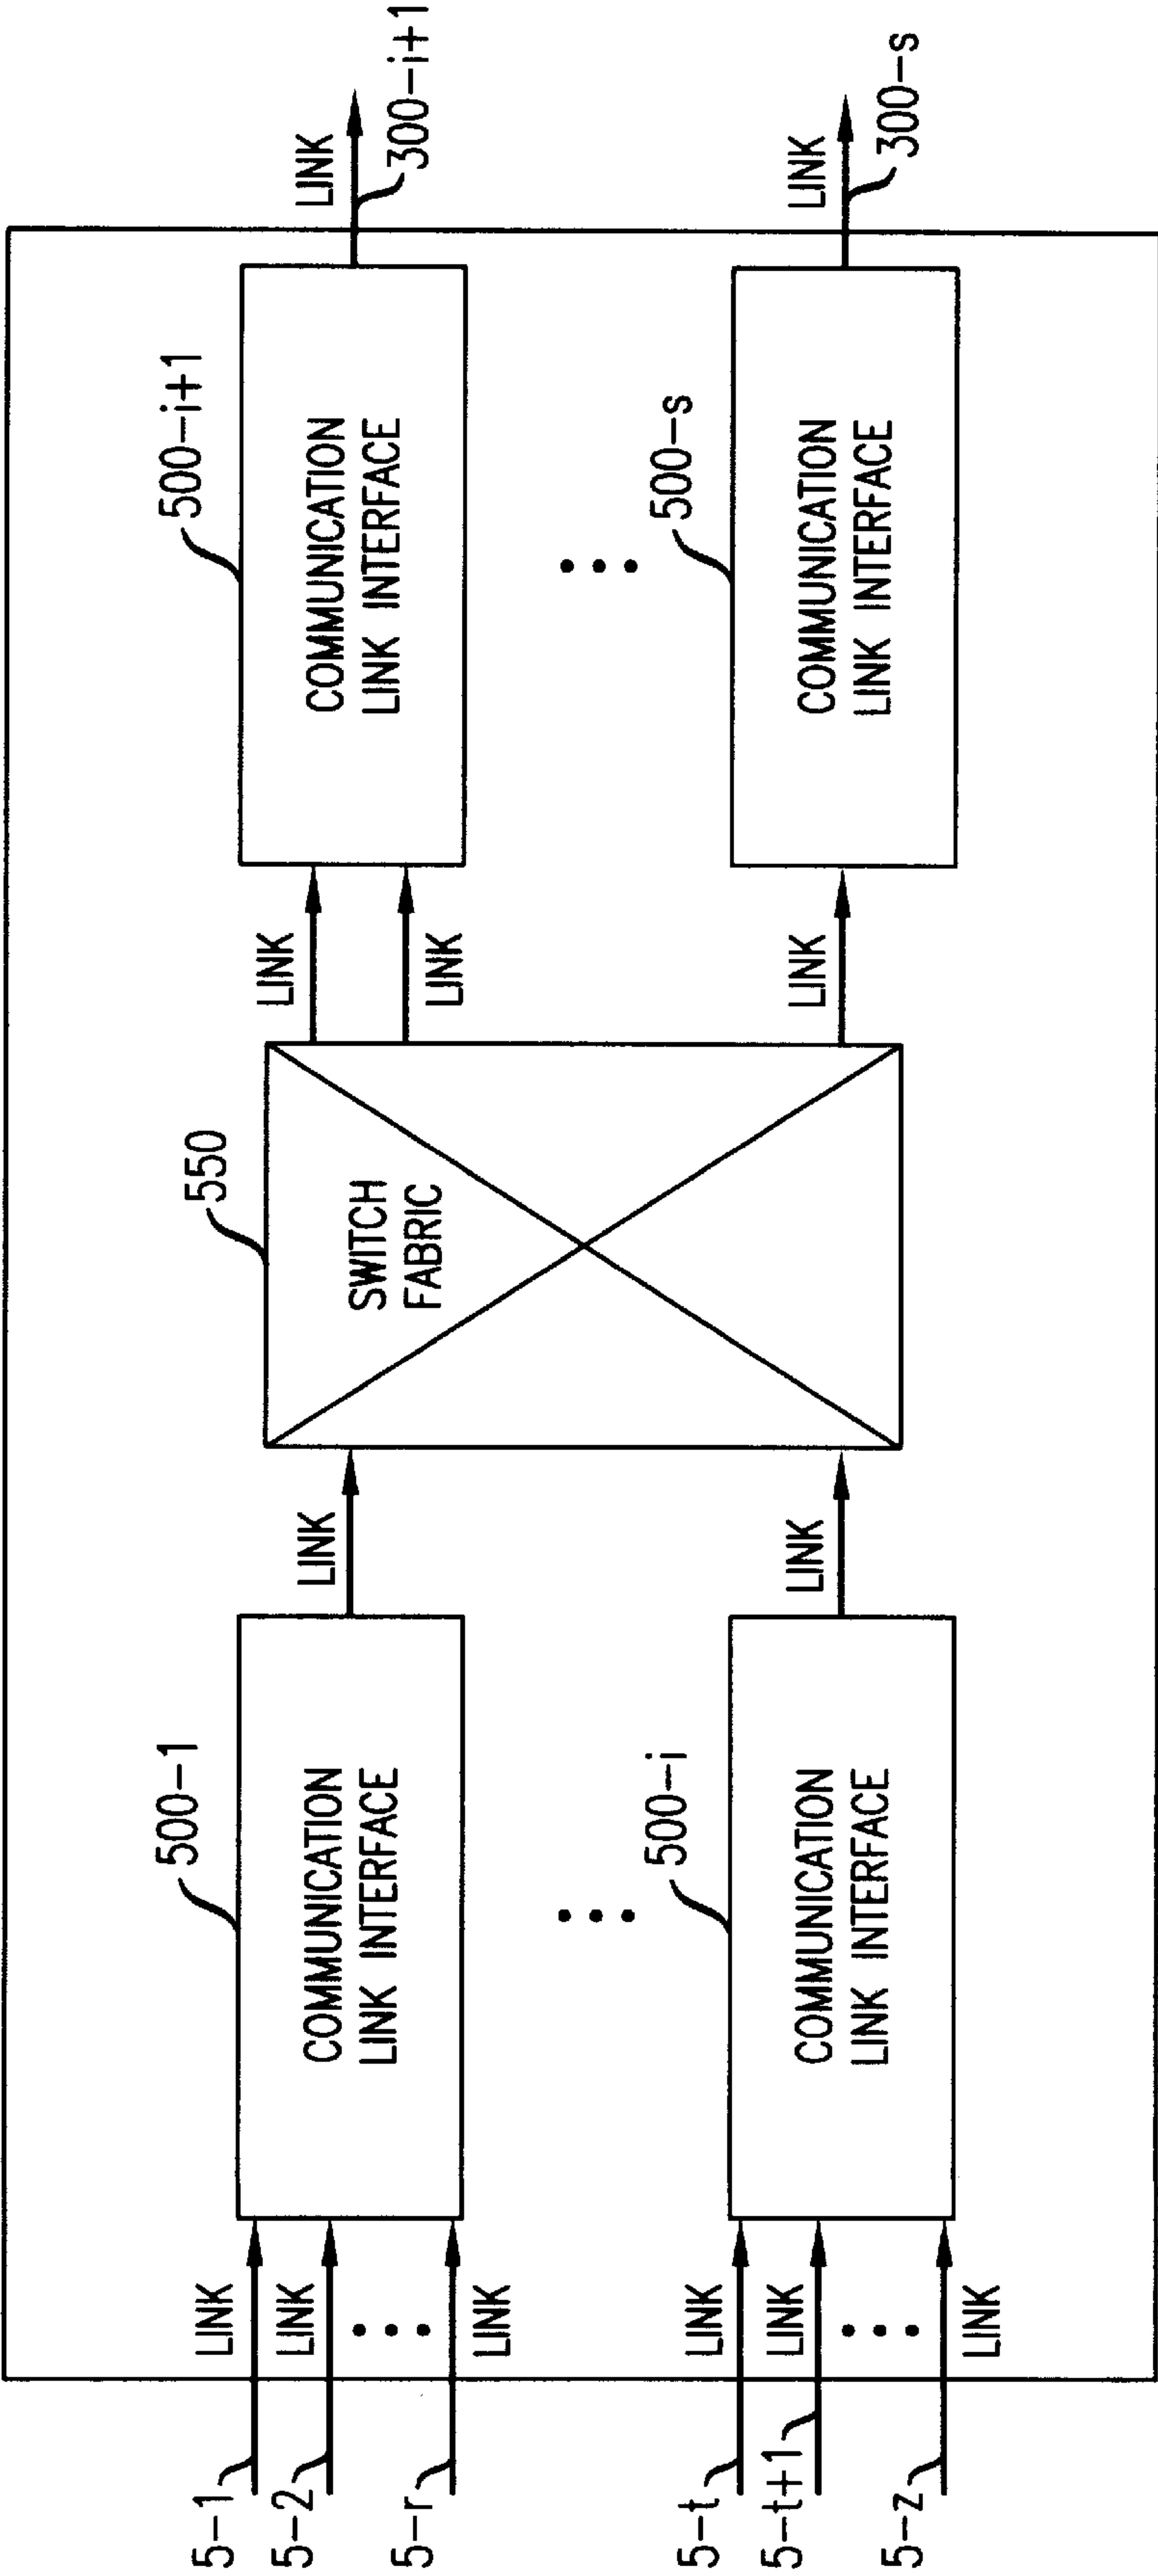 5-1
LINK
5-2
LINK
5-r
LINK
5-t
LINK
5-t+1
LINK
5-z
LINK
500-1
COMMUNICATION
LINK INTERFACE
500-i
COMMUNICATION
LINK INTERFACE
LINK
LINK
550
SWITCH
FABRIC
LINK
LINK
LINK
500-i+1
COMMUNICATION
LINK INTERFACE
500-s
COMMUNICATION
LINK INTERFACE
LINK
300-i+1
LINK
300-s